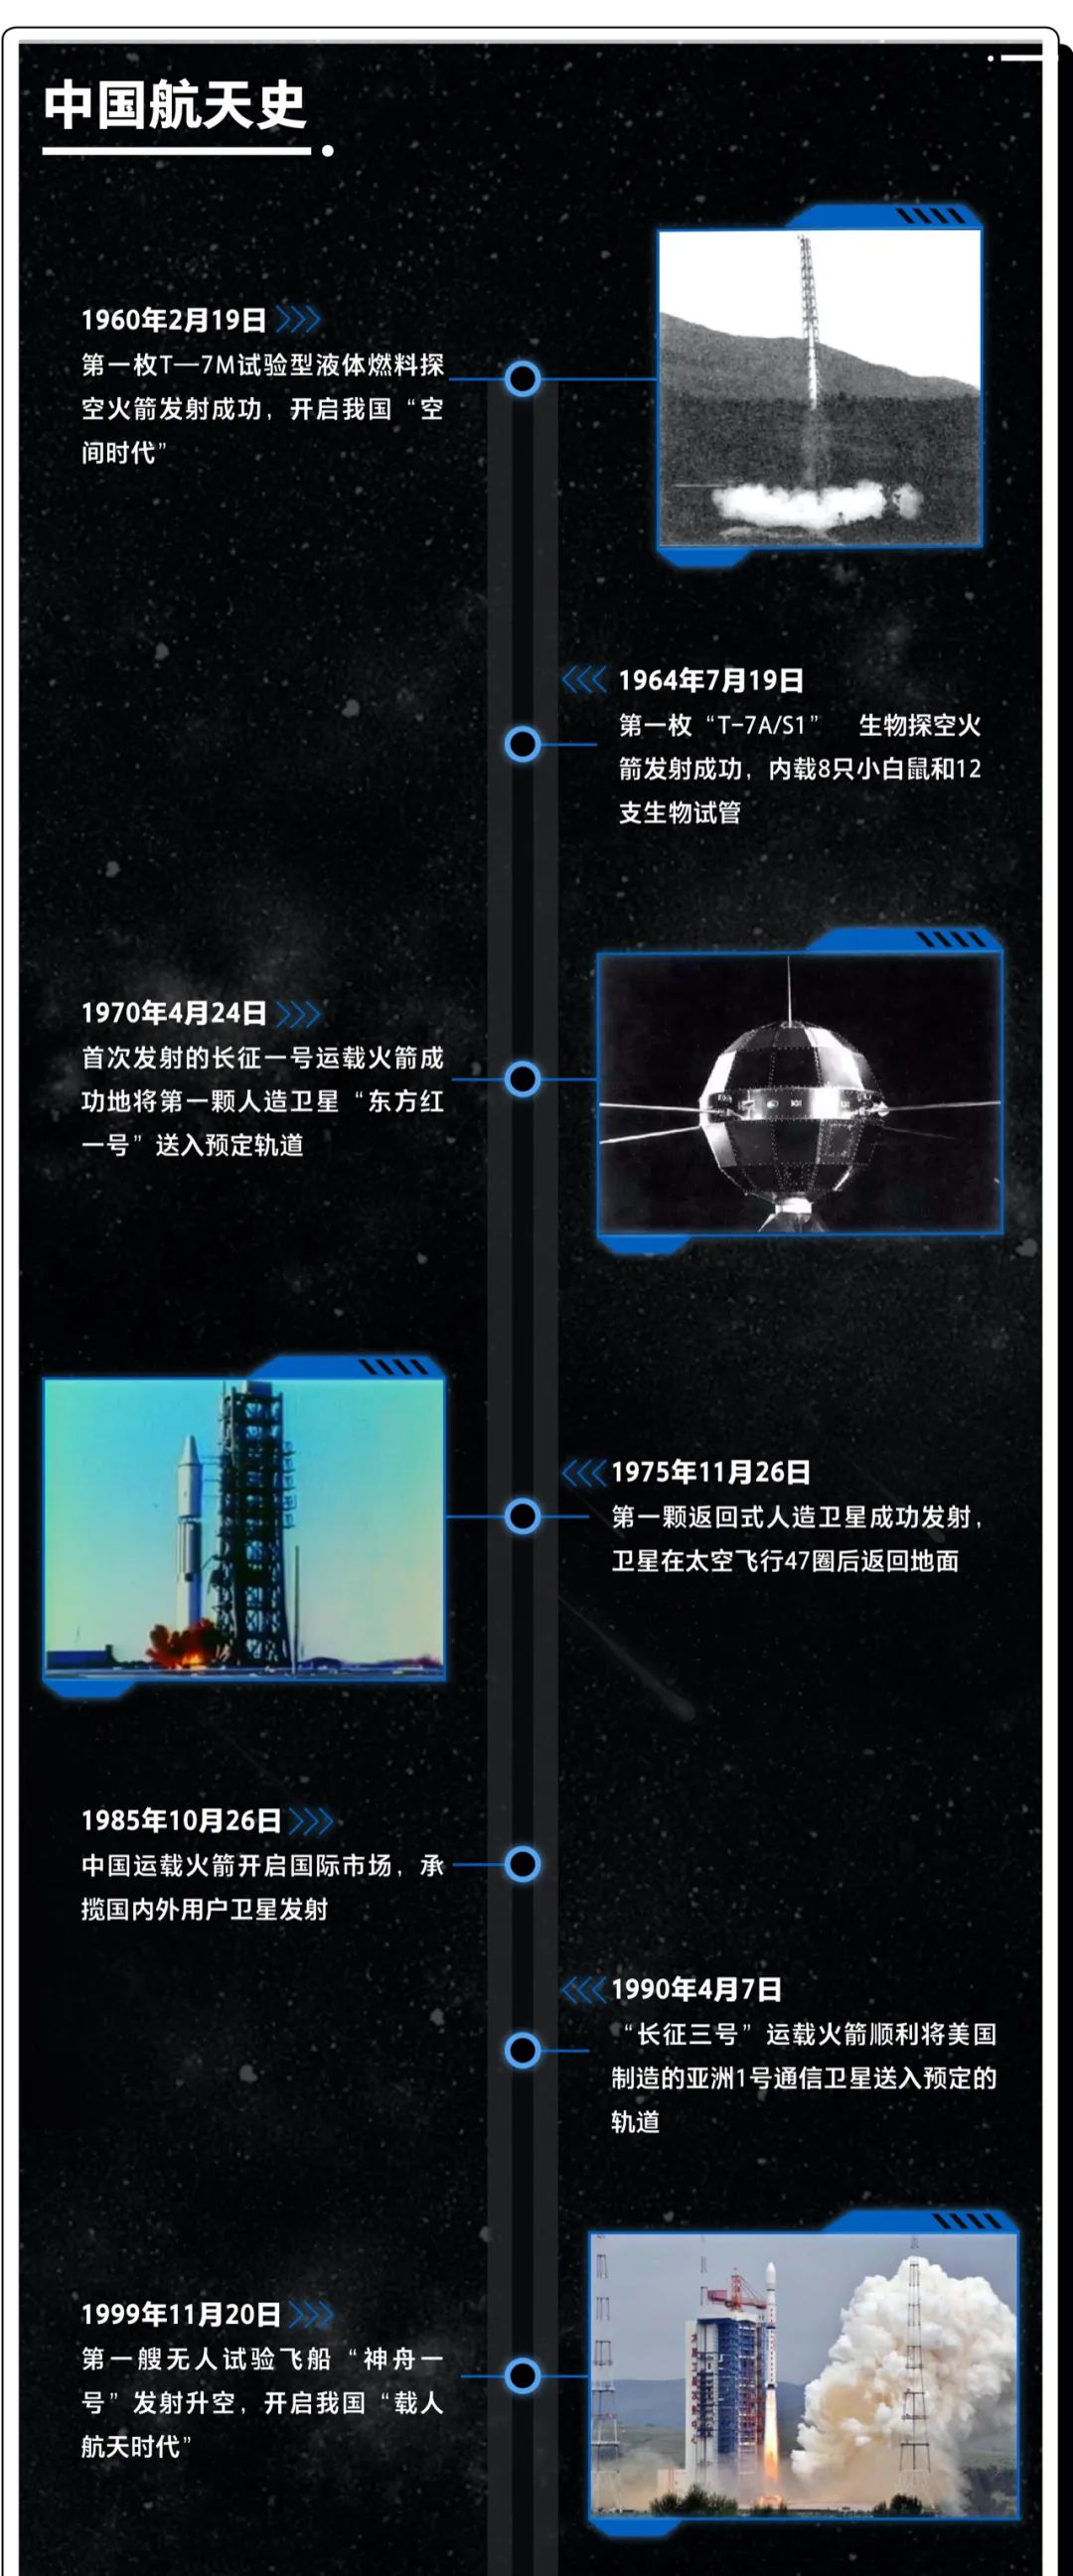 中国航天史
1960年2月19日
第一枚T—7M试验型液体燃料探
空火箭发射成功，开启我国“空
间时代”
1964年7月19日
第一枚“T-7A/S1” 生物探空火
箭发射成功，内载8只小白鼠和12
支生物试管
1970年4月24日
首次发射的长征一号运载火箭成
功地将第一颗人造卫星“东方红
一号”送入预定轨道
1975年11月26日
第一颗返回式人造卫星成功发射，
卫星在太空飞行47圈后返回地面
1985年10月26日
中国运载火箭开启国际市场，承
揽国内外用户卫星发射
1990年4月7日
“长征三号”运载火箭顺利将美国
制造的亚洲1号通信卫星送入预定的
轨道
1999年11月20日
第一艘无人试验飞船“神舟一
号”发射升空，开启我国“载人
航天时代”